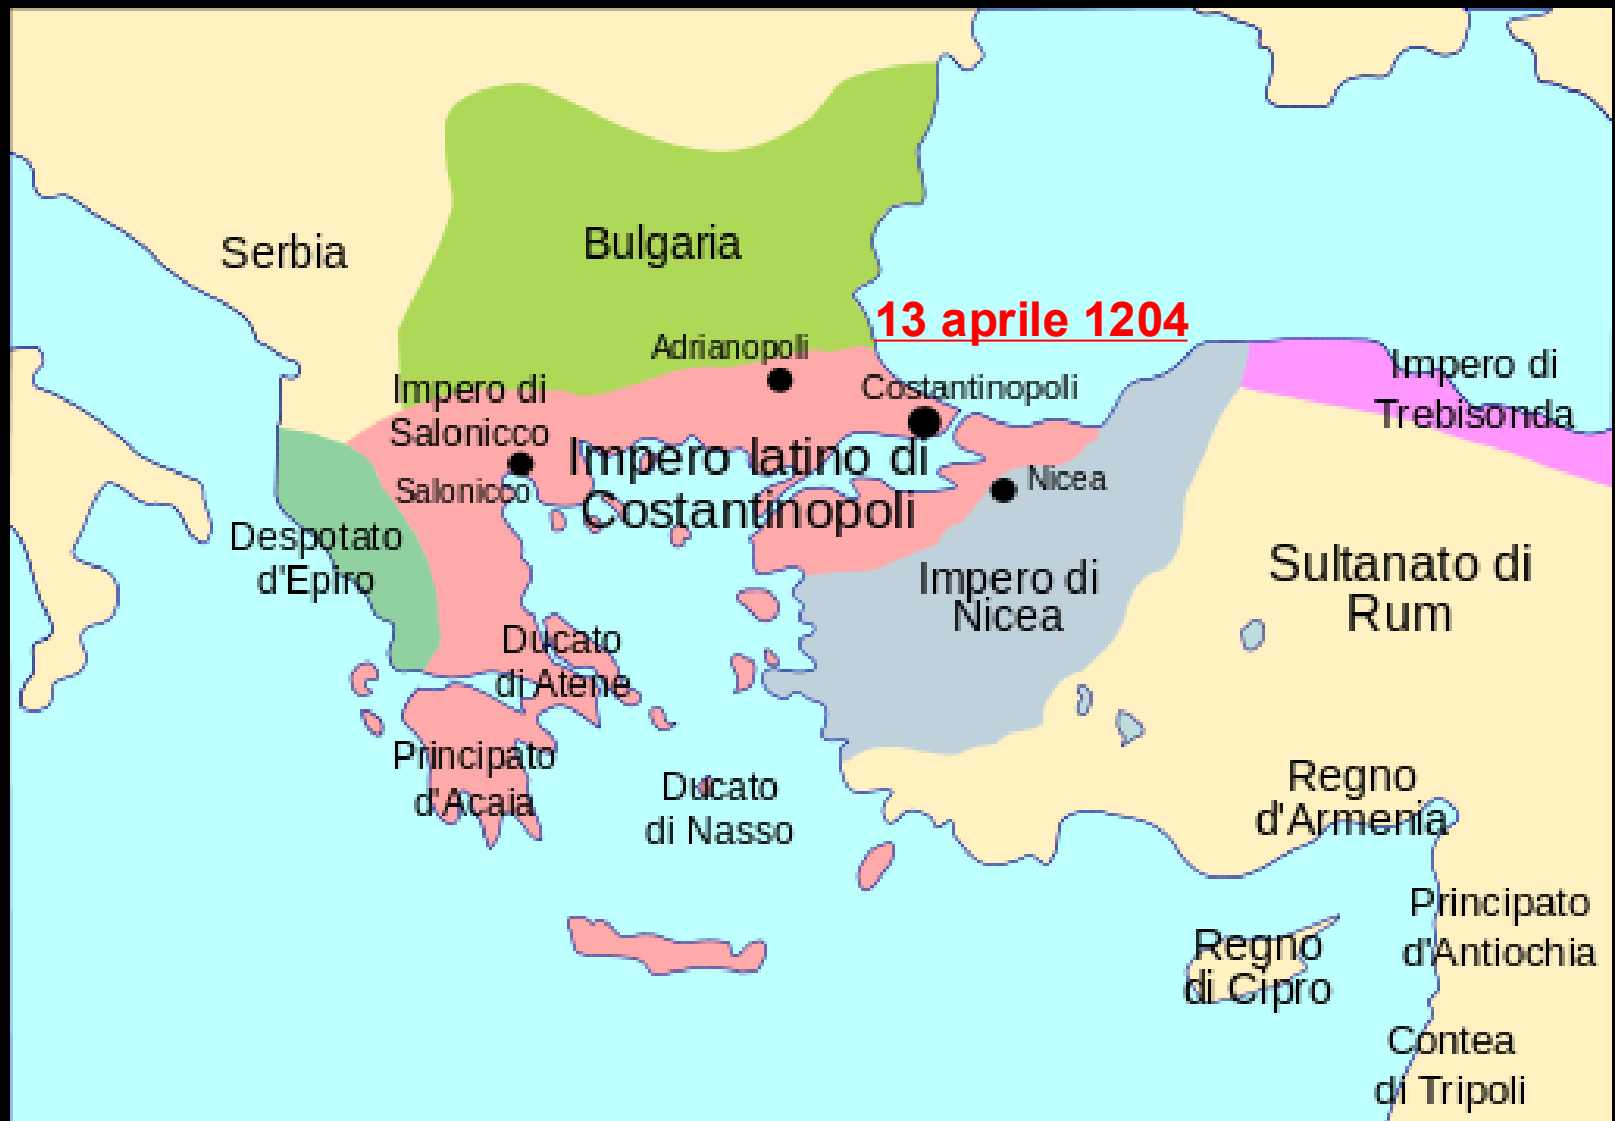 Serbia
Bulgaria
13 aprile 1204
Adrianopoli
Impero di
Trebisonda
Impero di
Salonicco
Costantinopoli
Impero latino di
Costantinopoli
Salonicco
Nicea
Despotato
d'Epiro
Impero di
Nicea
Sultanato di
Rum
Ducato
di Atene
Principato
d'Acaia
Ducato
di Nasso
Regno
d'Armenia
Principato
d'Antiochia
Regno
di Cipro
Contea
di Tripoli